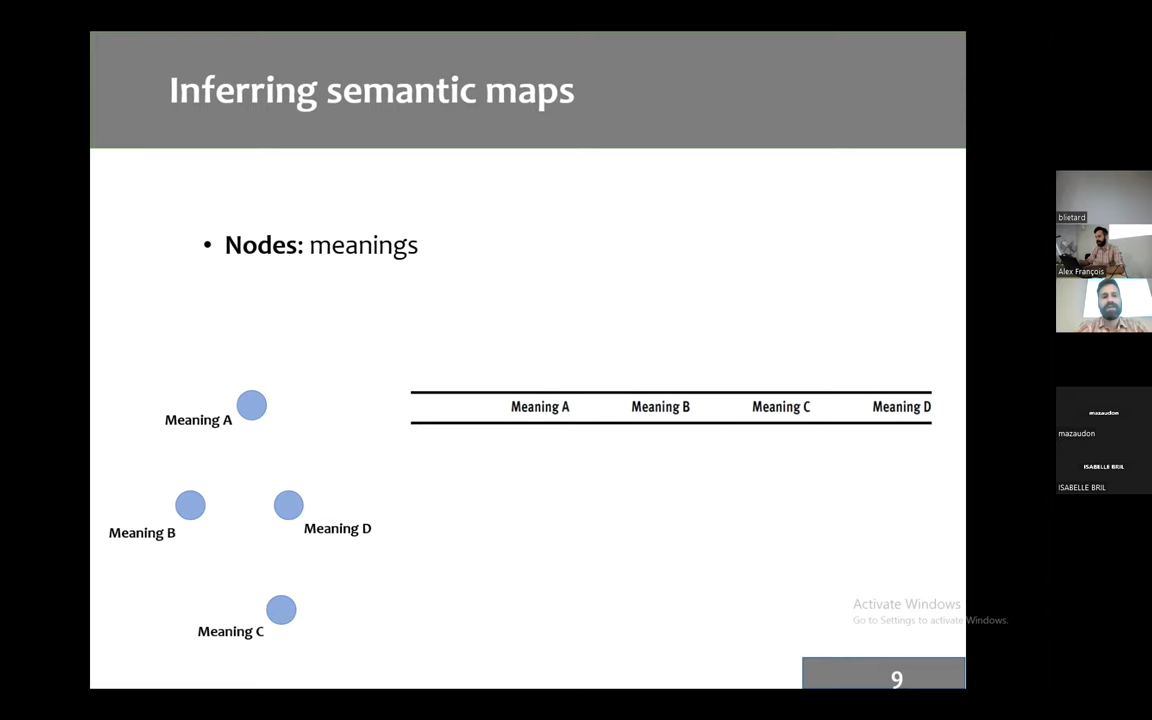 Inferring semantic maps
• Nodes: meanings
Meaning A
Meaning B
Meaning D
Meaning C
Meaning A Meaning B Meaning C Meaning D
Activate Windows
Go to Settings to activate Windows.
9
blietard
Alex François
mazaudon
mazaudon
ISABELLE BRIL
ISABELLE BRIL